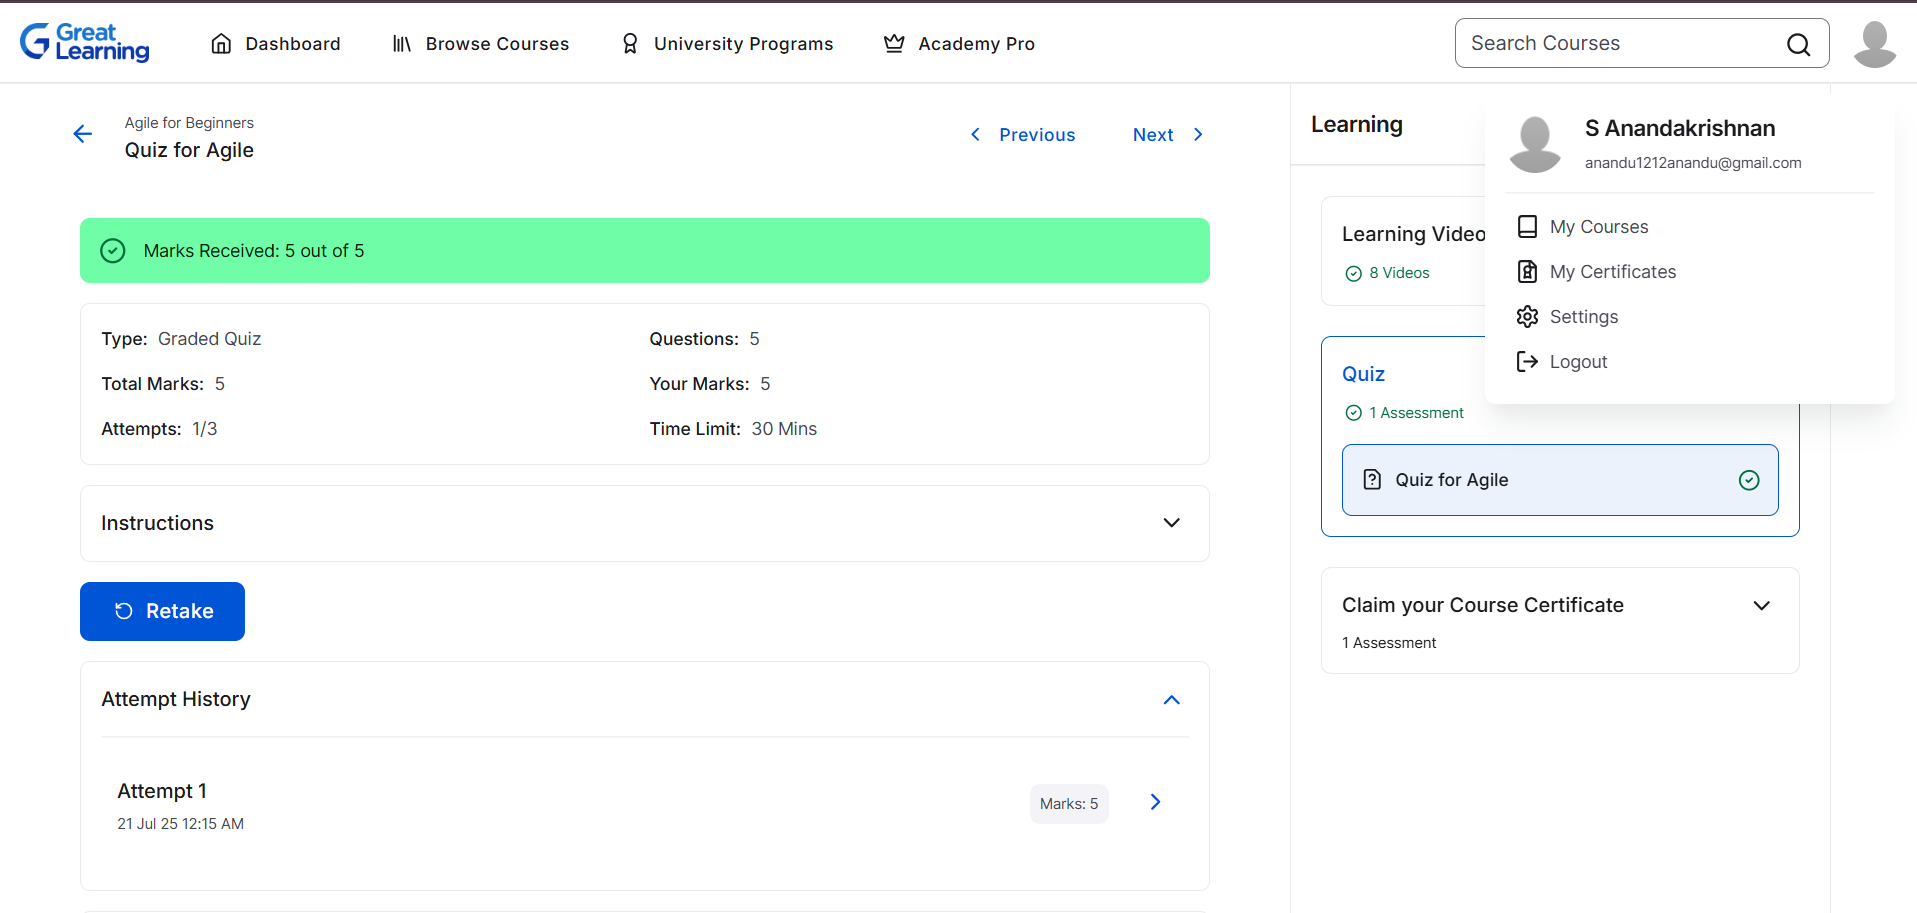 Great Learning
Dashboard
Browse Courses
University Programs
Academy Pro
Search Courses
Agile for Beginners
Quiz for Agile
Previous
Next
Marks Received: 5 out of 5
Type: Graded Quiz
Questions: 5
Total Marks: 5
Your Marks: 5
Attempts: 1/3
Time Limit: 30 Mins
Instructions
Retake
Attempt History
Attempt 1
21 Jul 25 12:15 AM
Marks: 5
Learning
S Anandakrishnan
anandu1212anandu@gmail.com
My Courses
My Certificates
Settings
Logout
Learning Video
8 Videos
Quiz
1 Assessment
Quiz for Agile
Claim your Course Certificate
1 Assessment